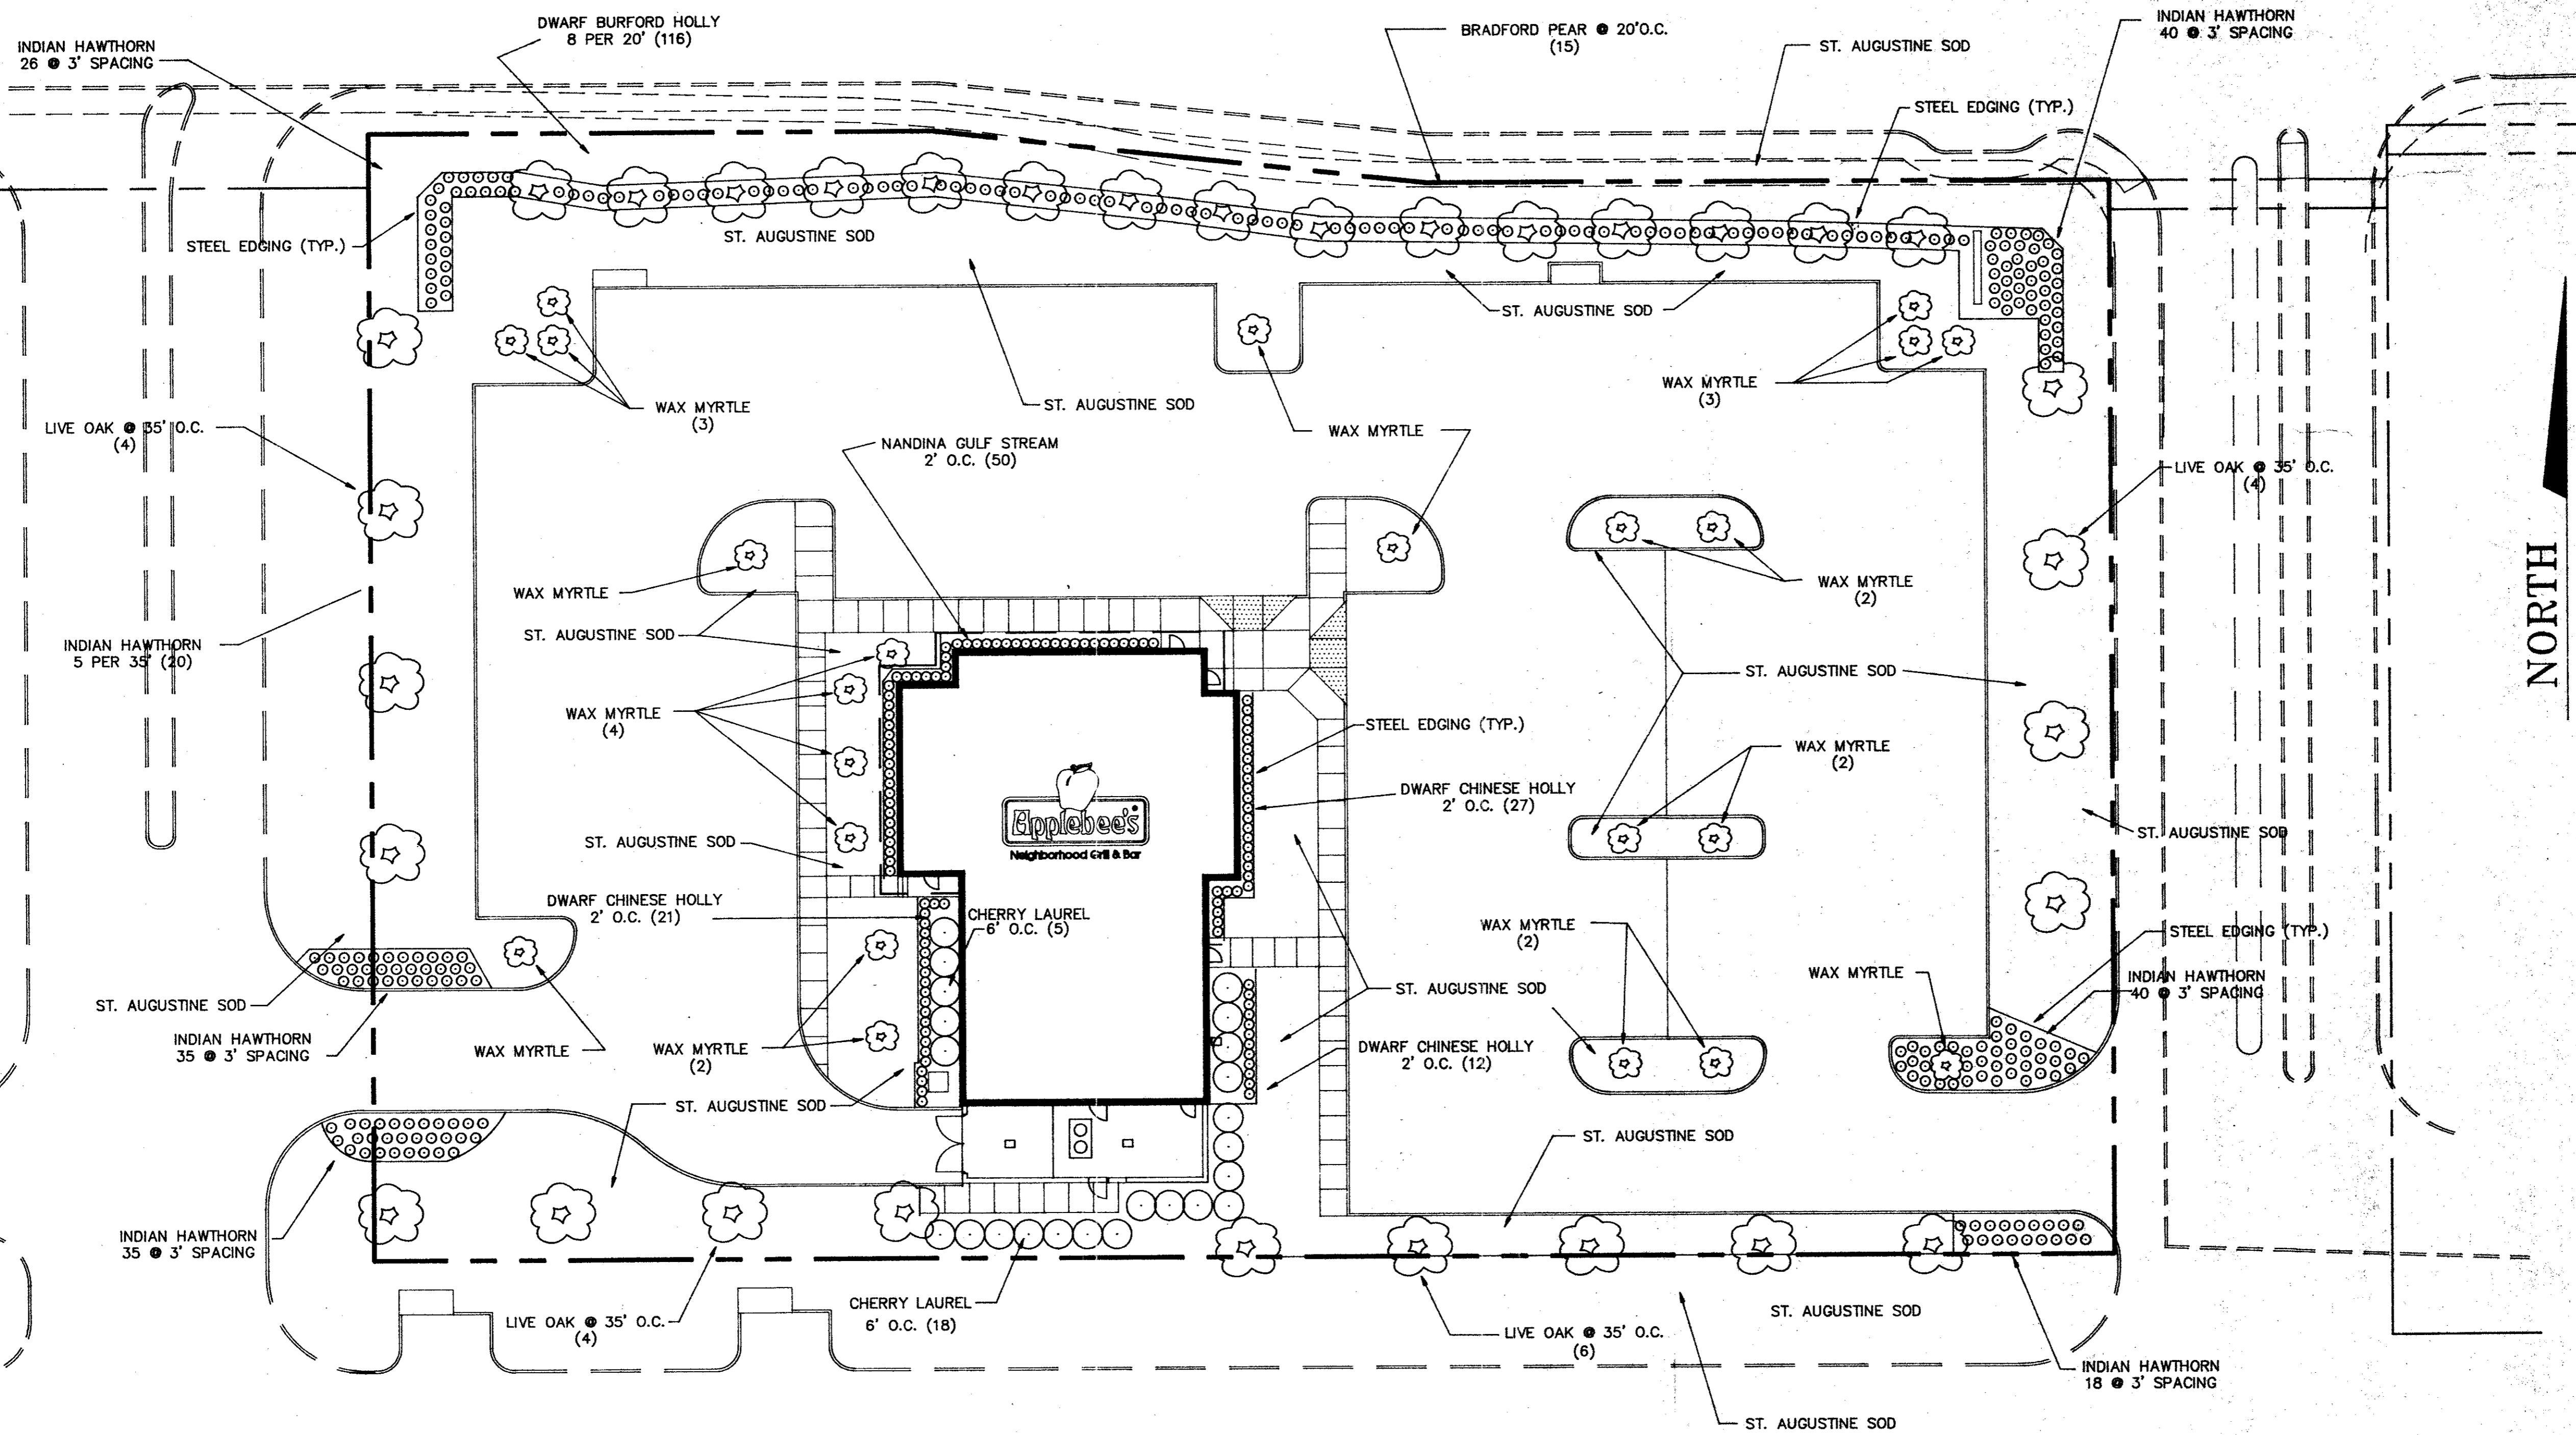 DWARF BURFORD HOLLY
8 PER 20' (116)
INDIAN HAWTHORN
26 @ 3' SPACING
BRADFORD PEAR @ 20'O.C.
(15)
ST. AUGUSTINE SOD
INDIAN HAWTHORN
40 @ 3' SPACING
STEEL EDGING (TYP.)
STEEL EDGING (TYP.)
ST. AUGUSTINE SOD
ST. AUGUSTINE SOD
WAX MYRTLE
(3)
ST. AUGUSTINE SOD
WAX MYRTLE
(3)
LIVE OAK @ 35' O.C.
(4)
NANDINA GULF STREAM
2' O.C. (50)
WAX MYRTLE
LIVE OAK @ 35' O.C.
(4)
NORTH
WAX MYRTLE
WAX MYRTLE
(2)
ST. AUGUSTINE SOD
INDIAN HAWTHORN
5 PER 35' (20)
ST. AUGUSTINE SOD
WAX MYRTLE
(4)
STEEL EDGING (TYP.)
WAX MYRTLE
(2)
DWARF CHINESE HOLLY
2' O.C. (27)
Applebee's
Neighborhood Grill & Bar
ST. AUGUSTINE SOD
ST. AUGUSTINE SOD
DWARF CHINESE HOLLY
2' O.C. (21)
CHERRY LAUREL
6' O.C. (5)
WAX MYRTLE
(2)
STEEL EDGING (TYP.)
WAX MYRTLE
INDIAN HAWTHORN
40 @ 3' SPACING
ST. AUGUSTINE SOD
ST. AUGUSTINE SOD
INDIAN HAWTHORN
35 @ 3' SPACING
WAX MYRTLE
WAX MYRTLE
(2)
DWARF CHINESE HOLLY
2' O.C. (12)
ST. AUGUSTINE SOD
ST. AUGUSTINE SOD
INDIAN HAWTHORN
35 @ 3' SPACING
CHERRY LAUREL
6' O.C. (18)
LIVE OAK @ 35' O.C.
(4)
ST. AUGUSTINE SOD
LIVE OAK @ 35' O.C.
(6)
INDIAN HAWTHORN
18 @ 3' SPACING
ST. AUGUSTINE SOD